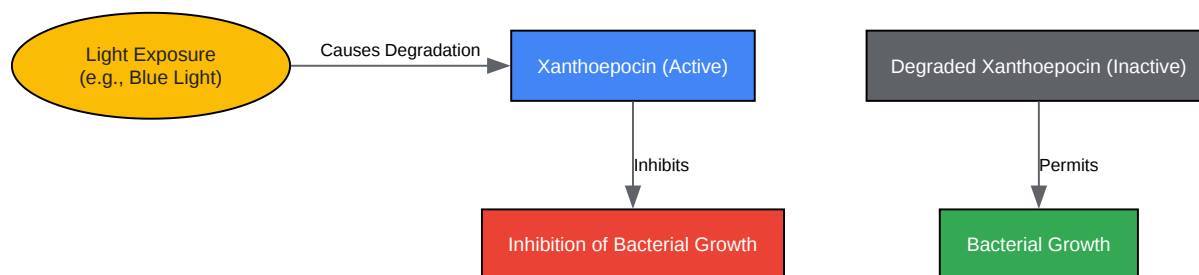 Light Exposure
(e.g., Blue Light)
Causes Degradation
Xanthoepocin (Active)
Degraded Xanthoepocin (Inactive)
Inhibits
Permits
Inhibition of Bacterial Growth
Bacterial Growth